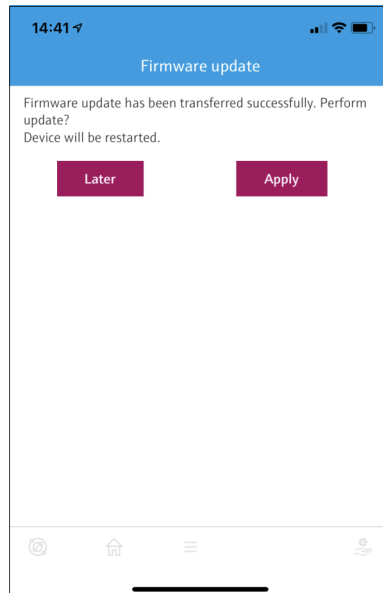 14:41
Firmware update
Firmware update has been transferred successfully. Perform
update?
Device will be restarted.
Later
Apply